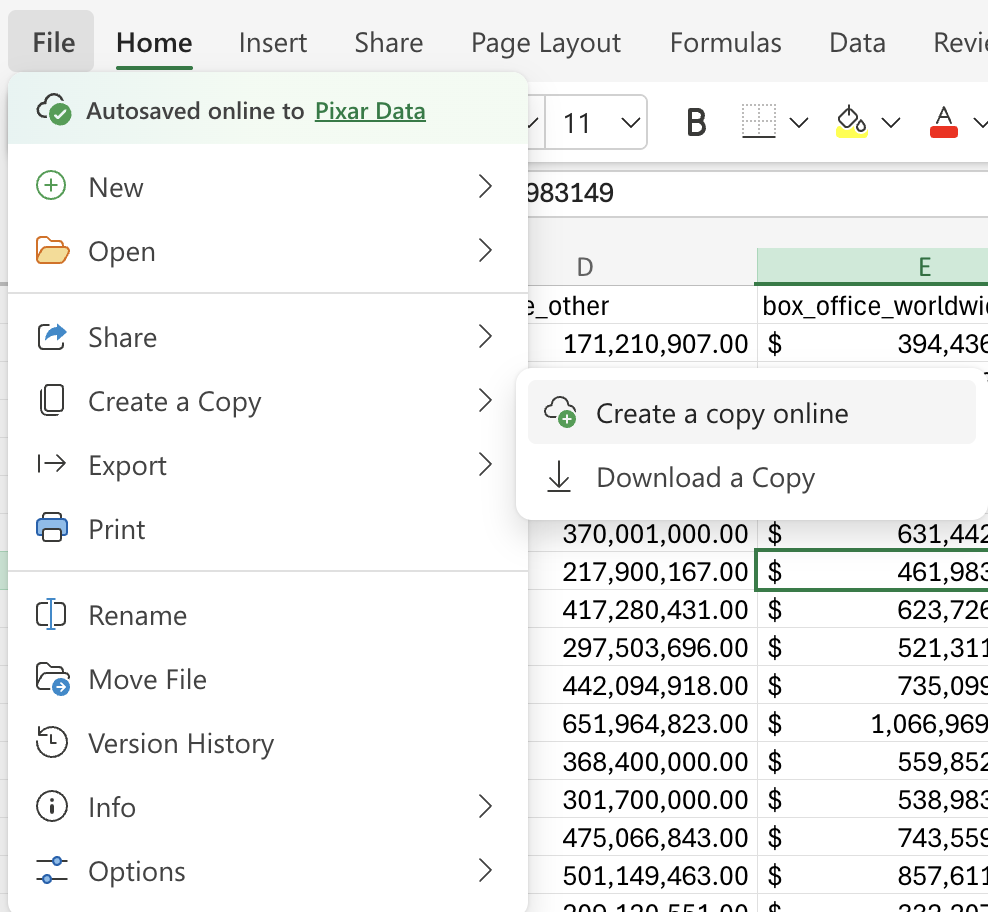 File Home Insert Share Page Layout Formulas Data
Autosaved online to Pixar Data
11 B A
983149
New
Open
D E
e_other box_office_worldwi
171,210,907.00 $ 394,436
Share
Create a Copy
Create a copy online
Export
Download a Copy
Print
370,001,000.00 $ 631,442
217,900,167.00 $ 461,983
417,280,431.00 $ 623,726
Rename
297,503,696.00 $ 521,311
Move File
442,094,918.00 $ 735,099
651,964,823.00 $ 1,066,969
Version History
368,400,000.00 $ 559,852
Info
301,700,000.00 $ 538,983
475,066,843.00 $ 743,559
Options
501,149,463.00 $ 857,611